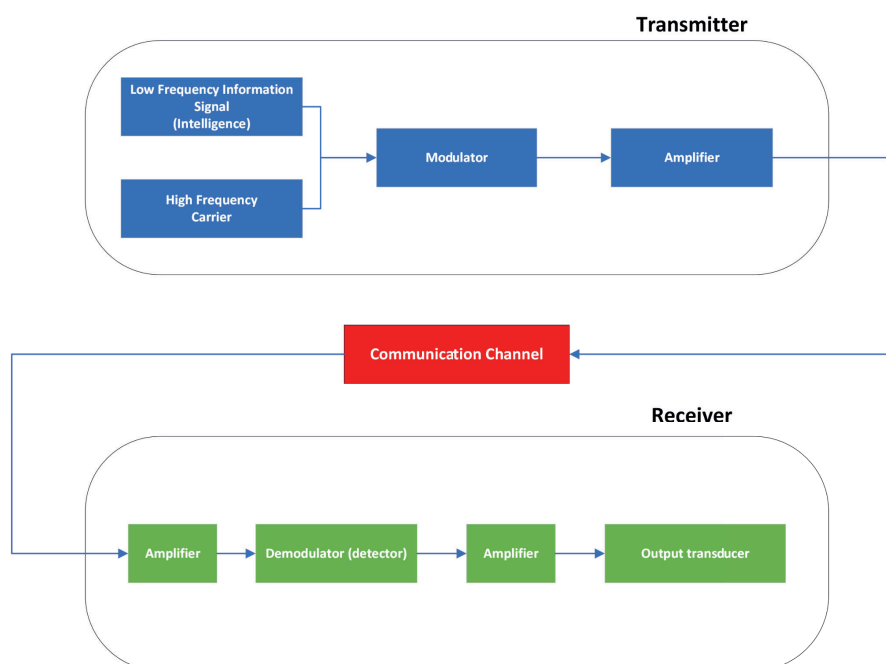 Transmitter
Low Frequency Information
Signal
(Intelligence)
High Frequency
Carrier
Modulator
Amplifier
Communication Channel
Receiver
Amplifier
Demodulator (detector)
Amplifier
Output transducer